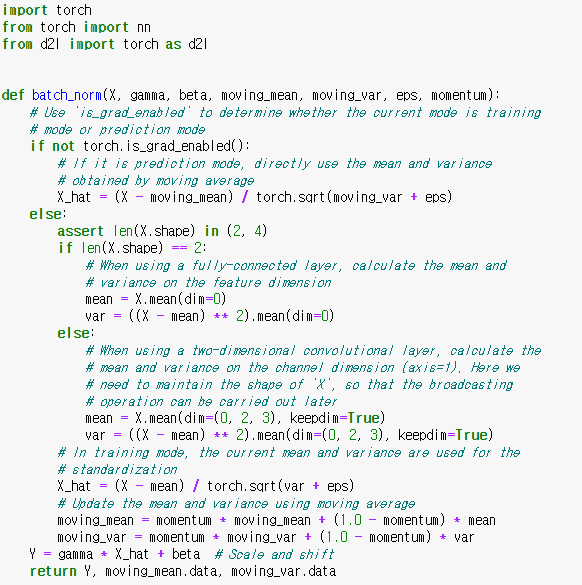 import torch
from torch import nn
from d2l import torch as d2l
def batch_norm(X, gamma, beta, moving_mean, moving_var, eps, momentum):
# Use `is_grad_enabled` to determine whether the current mode is training
# mode or prediction mode
if not torch.is_grad_enabled():
# If it is prediction mode, directly use the mean and variance
# obtained by moving average
X_hat = (X - moving_mean) / torch.sqrt(moving_var + eps)
else:
assert len(X.shape) in (2, 4)
if len(X.shape) == 2:
# When using a fully-connected layer, calculate the mean and
# variance on the feature dimension
mean = X.mean(dim=0)
var = ((X - mean) ** 2).mean(dim=0)
else:
# When using a two-dimensional convolutional layer, calculate the
# mean and variance on the channel dimension (axis=1). Here we
# need to maintain the shape of `X`, so that the broadcasting
# operation can be carried out later
mean = X.mean(dim=(0, 2, 3), keepdim=True)
var = ((X - mean) ** 2).mean(dim=(0, 2, 3), keepdim=True)
# In training mode, the current mean and variance are used for the
# standardization
X_hat = (X - mean) / torch.sqrt(var + eps)
# Update the mean and variance using moving average
moving_mean = momentum * moving_mean + (1.0 - momentum) * mean
moving_var = momentum * moving_var + (1.0 - momentum) * var
Y = gamma * X_hat + beta  # Scale and shift
return Y, moving_mean.data, moving_var.data